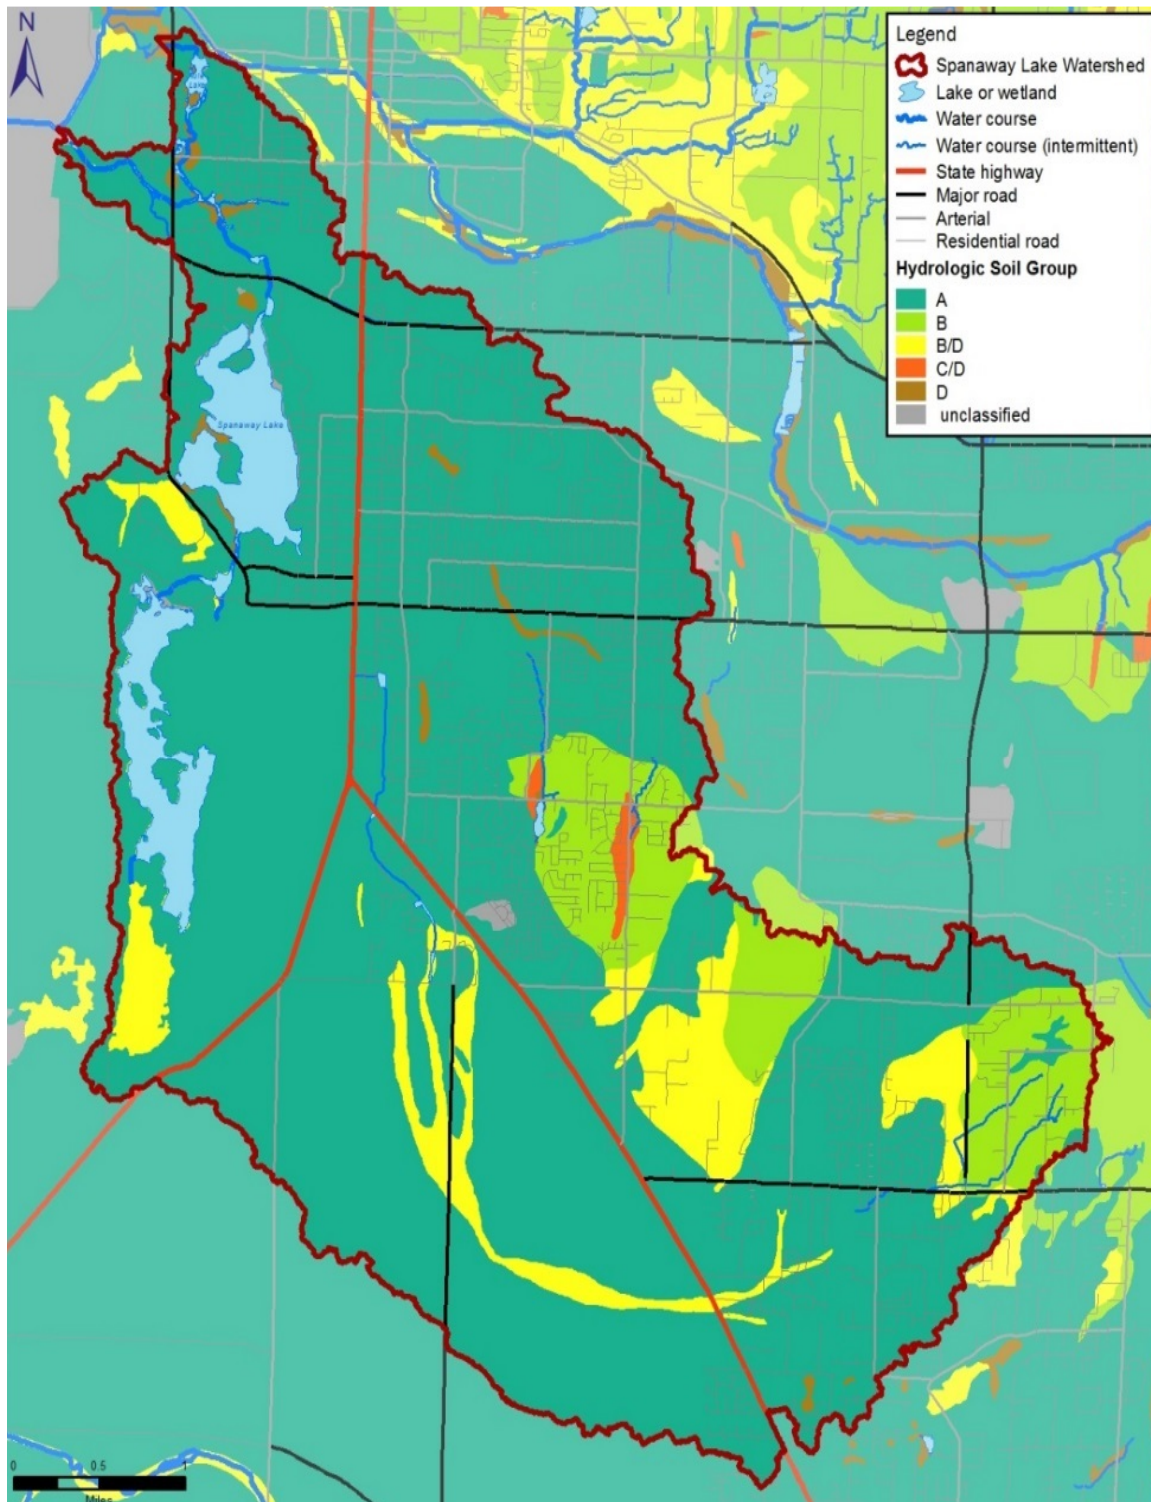 N
Legend
Spanaway Lake Watershed
Lake or wetland
Water course
Water course (intermittent)
State highway
Major road
Arterial
Residential road
Hydrologic Soil Group
A
B
B/D
C/D
D
unclassified
Lake
Spanaway Lake
0 0.5 1
Miles